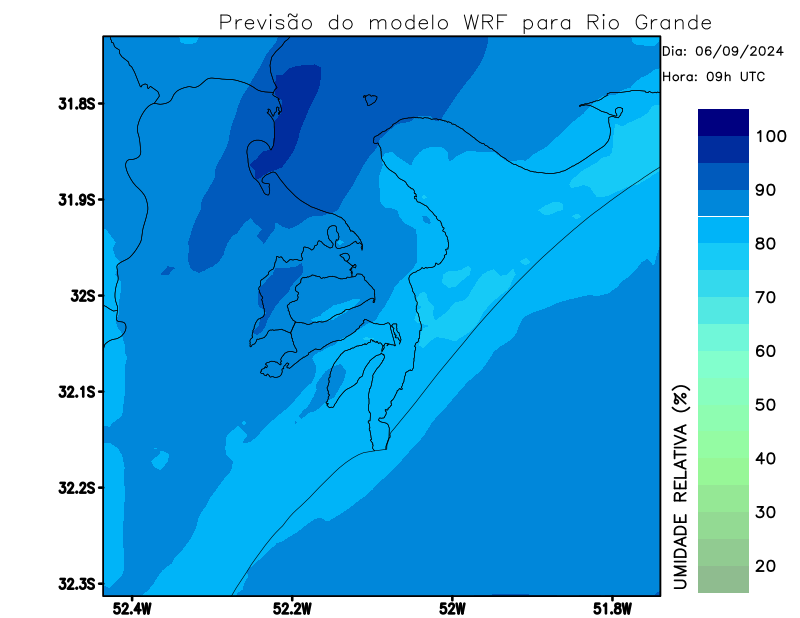 Previsão do modelo WRF para Rio Grande
Dia: 06/09/2024
Hora: 09h UTC
31.8S
31.9S
32S
32.1S
32.2S
32.3S
52.4W
52.2W
52W
51.8W
100
90
80
70
60
50
40
30
20
UMIDADE RELATIVA (%)